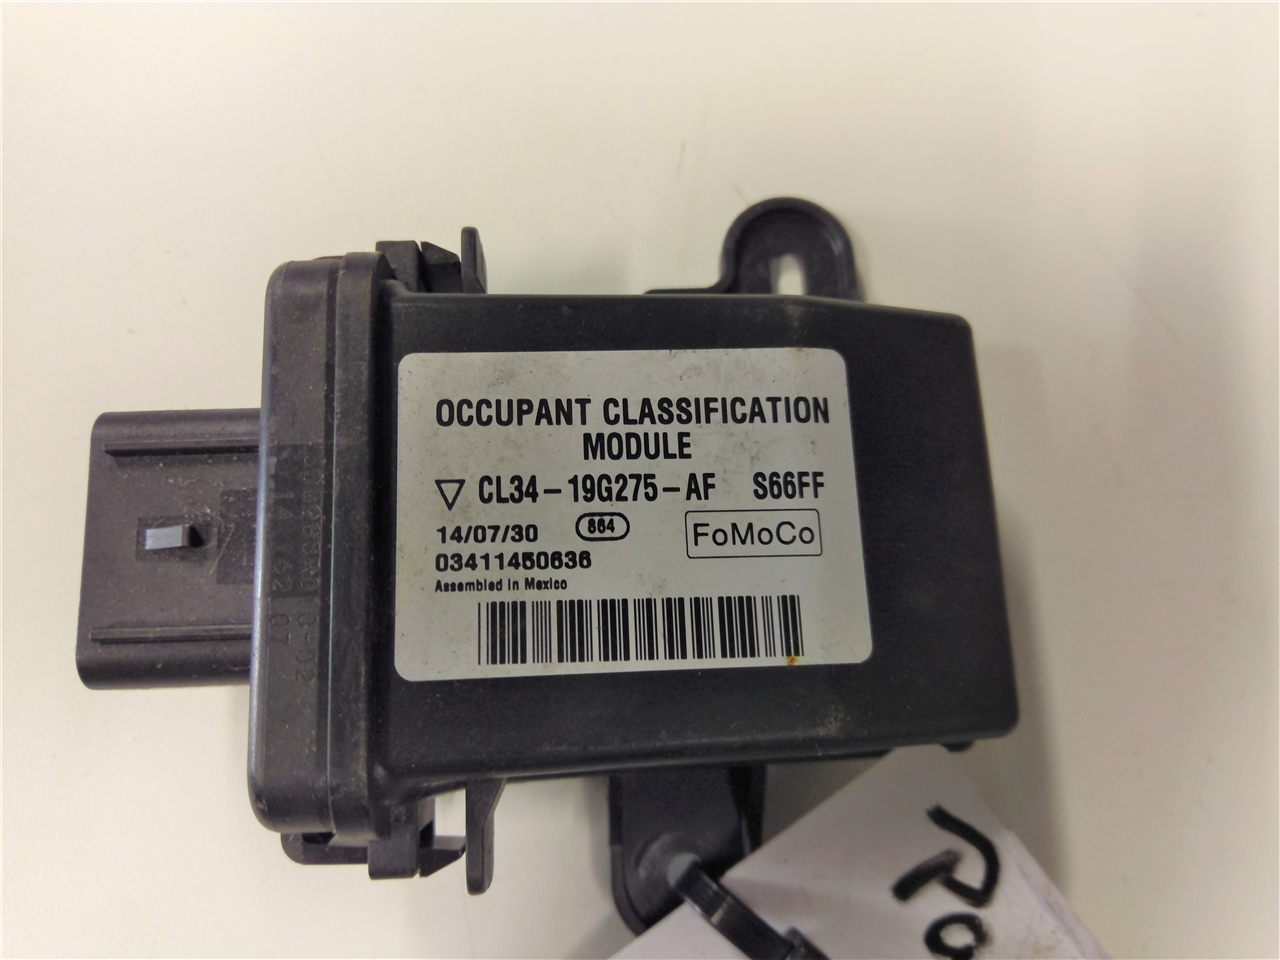 OCCUPANT CLASSIFICATION
MODULE
CL34-19G275-AF S66FF
14/07/30 864 FoMoCo
03411450636
Assembled in Mexico